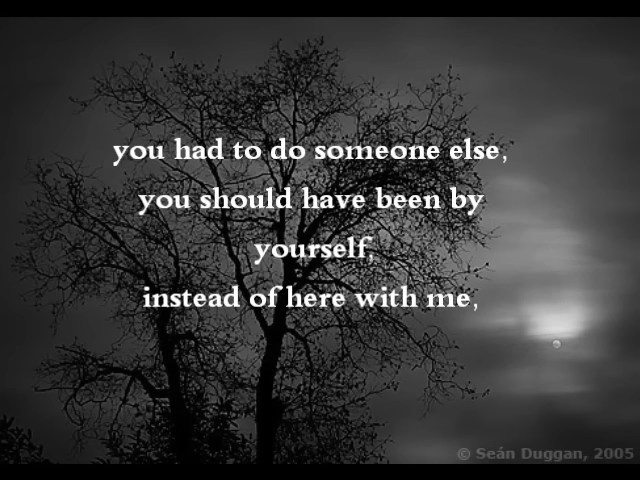 you had to do someone else,
you should have been by
yourself,
instead of here with me,
© Seán Duggan, 2005